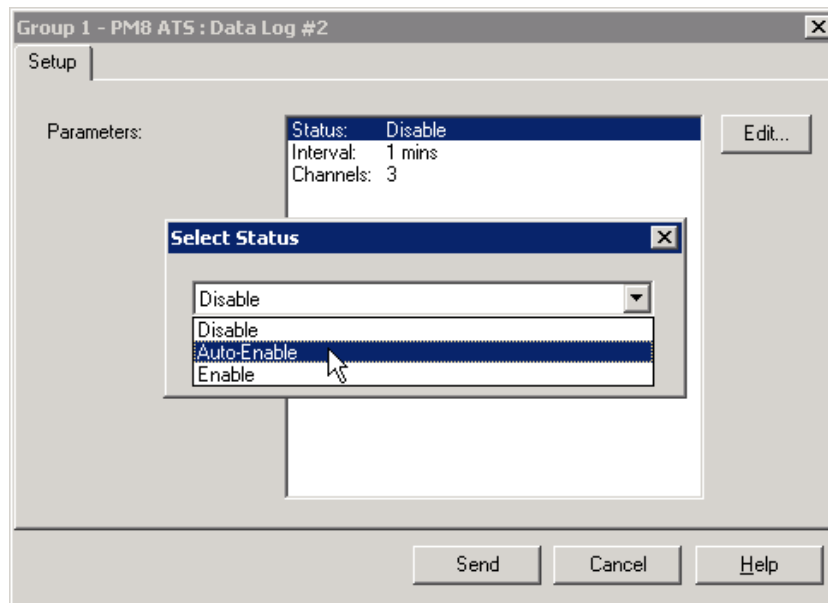 Group 1 - PM8 ATS : Data Log #2
Setup
Parameters:
Status: Disable
Interval: 1 mins
Channels: 3
Edit...
Select Status
Disable
Disable
Auto-Enable
Enable
Send
Cancel
Help